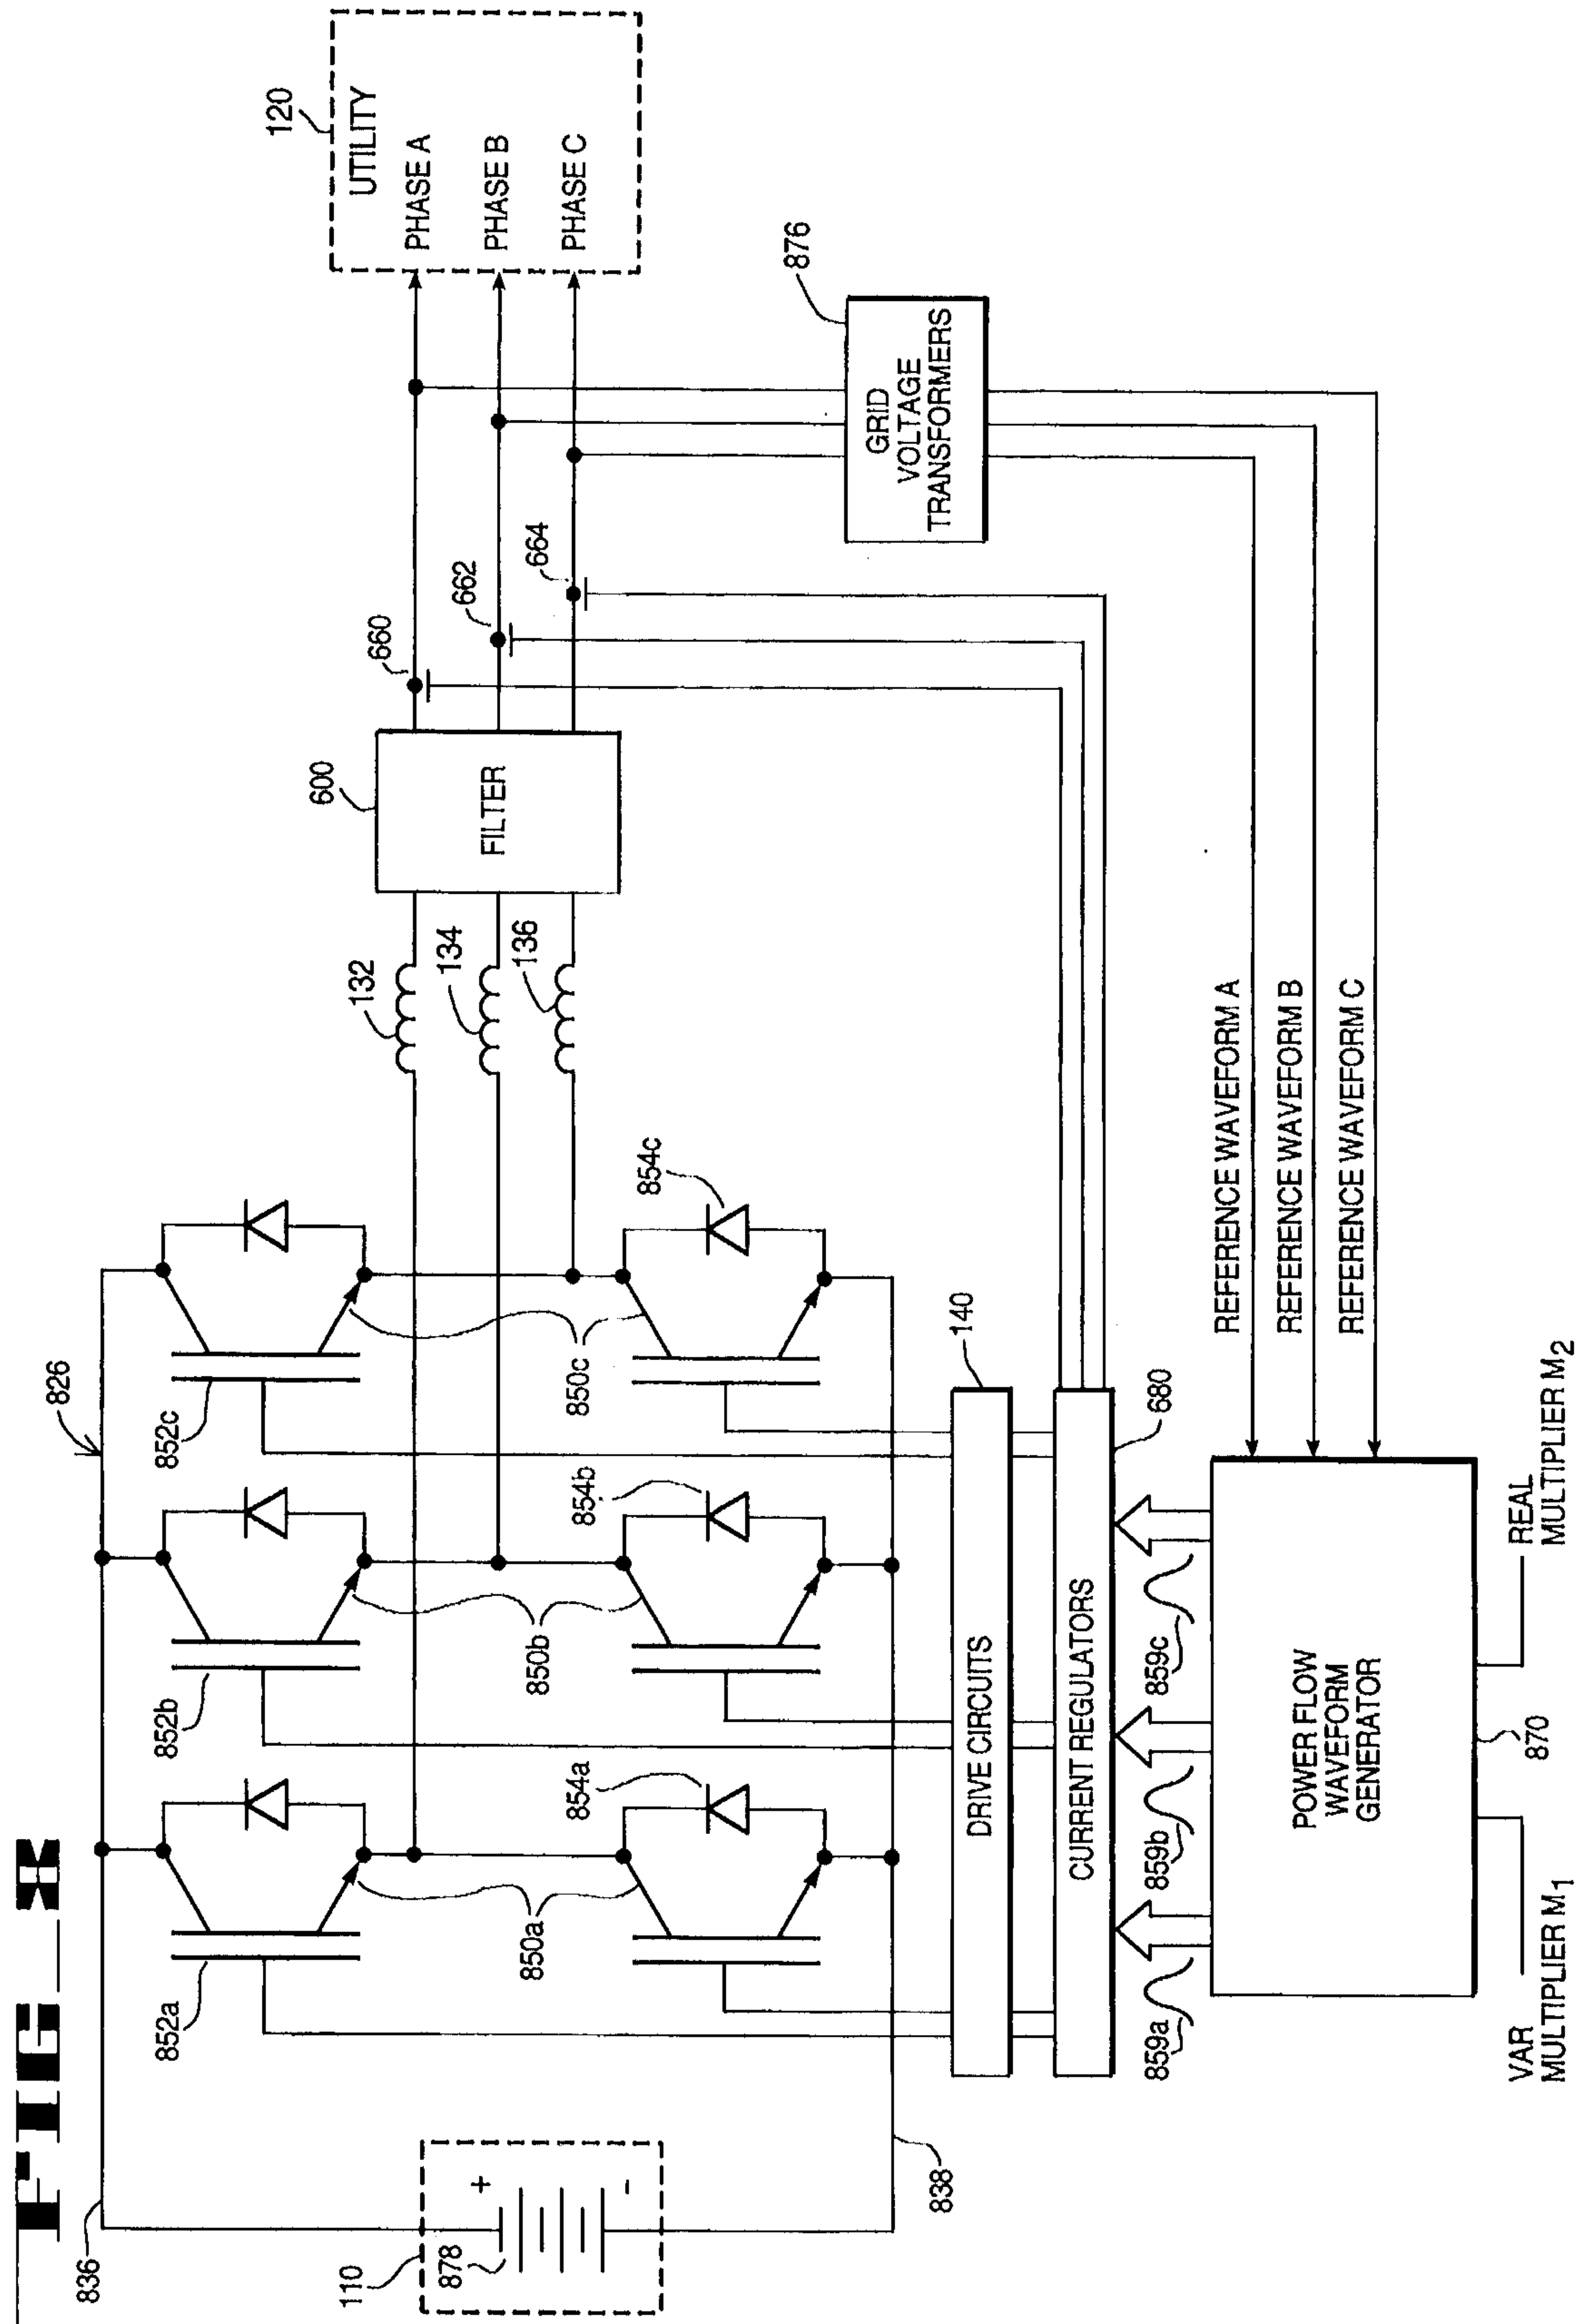 FIG_8
836
826
110
878
+
-
838
852a
852b
852c
850a
850b
850c
854a
854b
854c
132
134
136
600
FILTER
660
662
664
120
UTILITY
PHASE A
PHASE B
PHASE C
876
GRID
VOLTAGE
TRANSFORMERS
DRIVE CIRCUITS
140
CURRENT REGULATORS
680
859a
859b
859c
POWER FLOW
WAVEFORM
GENERATOR
870
REFERENCE WAVEFORM A
REFERENCE WAVEFORM B
REFERENCE WAVEFORM C
VAR
MULTIPLIER M1
REAL
MULTIPLIER M2